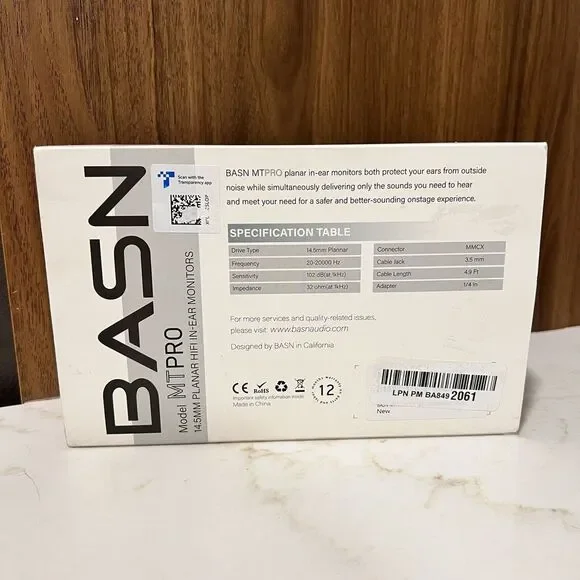 BASN
Model MTPRO
14.5MM PLANAR HIFI IN-EAR MONITORS
Scan with the
Transparency app
BASN MTPRO planar in-ear monitors both protect your ears from outside
noise while simultaneously delivering only the sounds you need to hear
and meet your need for a safer and better-sounding onstage experience.
SPECIFICATION TABLE
Drive Type 14.5mm Plannar
Frequency 20-20000 Hz
Sensitivity 102 dB(at 1kHz)
Impedance 32 ohm(at 1kHz)
Connector MMCX
Cable Jack 3.5 mm
Cable Length 4.9 Ft
Adapter 1/4 In
For more services and quality-related issues,
please visit: www.basnaudio.com
Designed by BASN in California
CE RoHS 12
Important safety infomation inside
Made in China
LPN PM BA849 2061
New